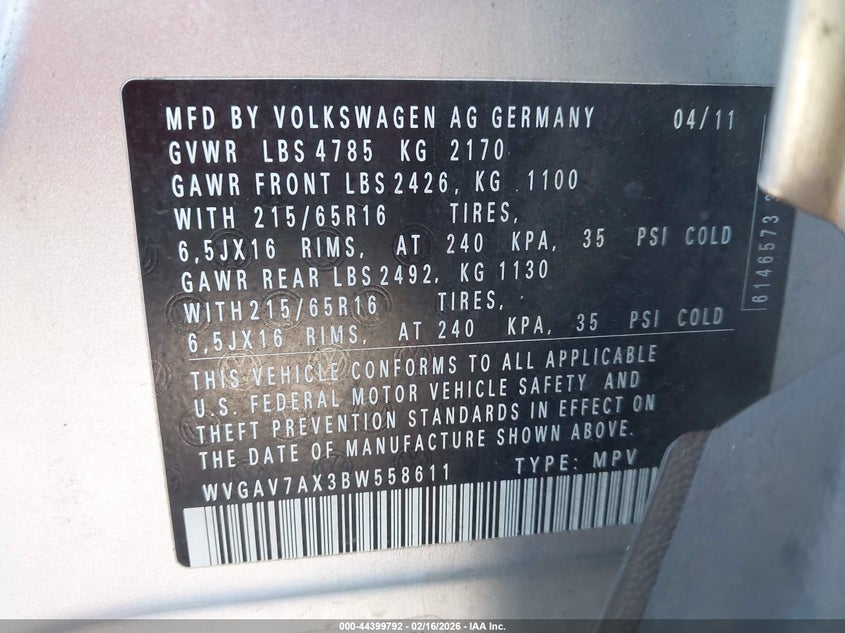 MFD BY VOLKSWAGEN AG GERMANY 04/11
GVWR LBS 4785 KG 2170
GAWR FRONT LBS 2426, KG 1100
WITH 215/65R16 TIRES,
6,5JX16 RIMS, AT 240 KPA, 35 PSI COLD
GAWR REAR LBS 2492, KG 1130
WITH 215/65R16 TIRES,
6,5JX16 RIMS, AT 240 KPA, 35 PSI COLD
THIS VEHICLE CONFORMS TO ALL APPLICABLE
U.S. FEDERAL MOTOR VEHICLE SAFETY AND
THEFT PREVENTION STANDARDS IN EFFECT ON
THE DATE OF MANUFACTURE SHOWN ABOVE.
WVGAV7AX3BW558611 TYPE: MPV
6146573
000-44399792 - 02/16/2026 - IAA Inc.